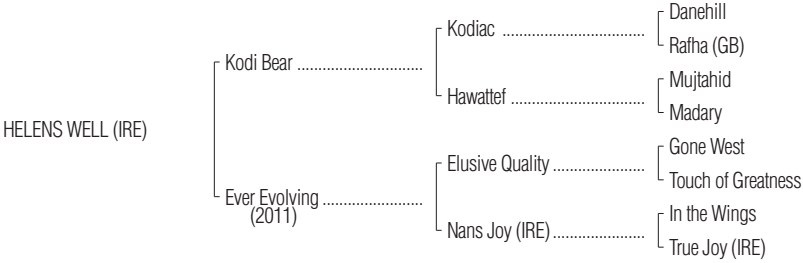 Danehill
Kodiac ..................................
Rafha (GB)
Kodi Bear ..............................
Mujtahid
Hawattef ................................
Madary
HELENS WELL (IRE)
Gone West
Elusive Quality ......................
Touch of Greatness
Ever Evolving ........................
(2011)
In the Wings
Nans Joy (IRE) ......................
True Joy (IRE)